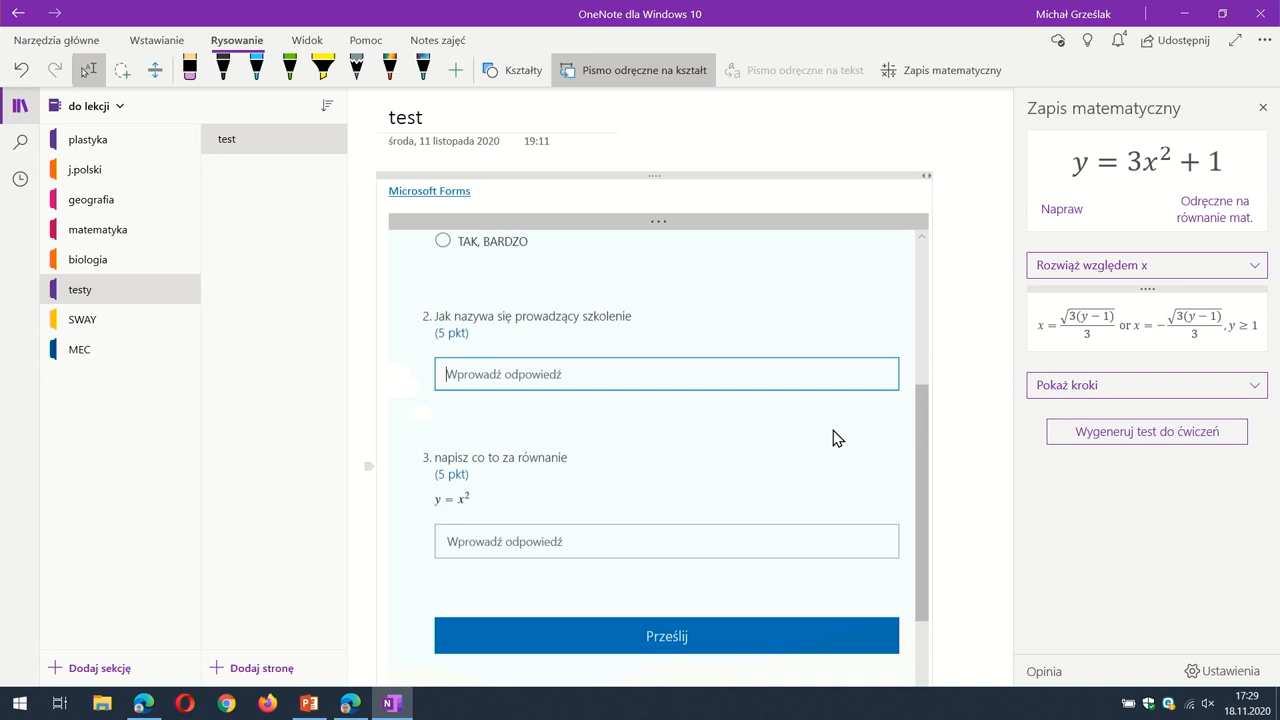 OneNote dla Windows 10
Michał Grześlak
Narzędzia główne
Wstawianie
Rysowanie
Widok
Pomoc
Notes zajęć
4
Udostępnij
Kształty
Pismo odręczne na kształt
Pismo odręczne na tekst
Zapis matematyczny
do lekcji
plastyka
j.polski
geografia
matematyka
biologia
testy
SWAY
MEC
Dodaj sekcję
test
Dodaj stronę
test
środa, 11 listopada 2020
19:11
Microsoft Forms
TAK, BARDZO
2. Jak nazywa się prowadzący szkolenie
(5 pkt)
Wprowadź odpowiedź
3. napisz co to za równanie
(5 pkt)
y = x²
Wprowadź odpowiedź
Prześlij
Zapis matematyczny
y = 3x² + 1
Napraw
Odręczne na
równanie mat.
Rozwiąż względem x
x = √3(y − 1)/3 or x = − √3(y − 1)/3, y ≥ 1
Pokaż kroki
Wygeneruj test do ćwiczeń
Opinia
Ustawienia
17:29
18.11.2020